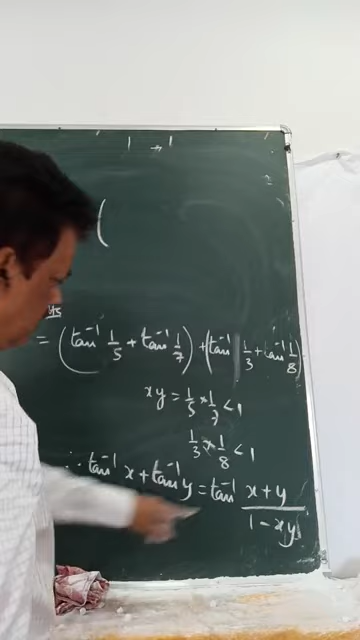 (
= (tan⁻¹ 1/5 + tan⁻¹ 1/7) + (tan⁻¹ 1/3 + tan⁻¹ 1/8)
xy = 1/5 × 1/7 < 1
1/3 × 1/8 < 1
∴ tan⁻¹ x + tan⁻¹ y = tan⁻¹ (x + y)/(1 - xy)